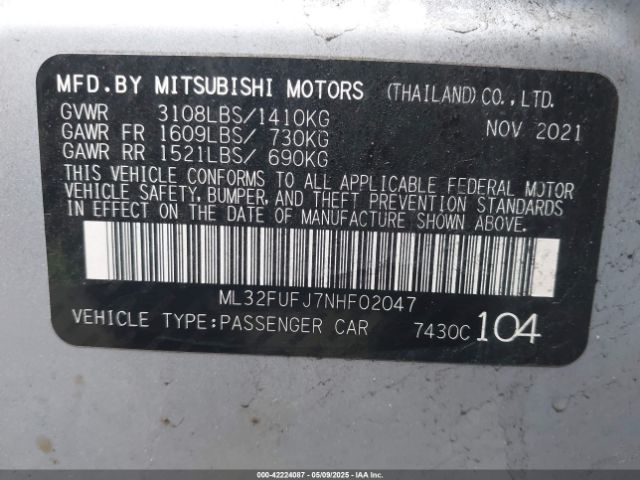 MFD.BY MITSUBISHI MOTORS (THAILAND)CO.,LTD.
GVWR 3108LBS/1410KG NOV 2021
GAWR FR 1609LBS/ 730KG
GAWR RR 1521LBS/ 690KG
THIS VEHICLE CONFORMS TO ALL APPLICABLE FEDERAL MOTOR
VEHICLE SAFETY, BUMPER, AND THEFT PREVENTION STANDARDS
IN EFFECT ON THE DATE OF MANUFACTURE SHOWN ABOVE.
ML32FUFJ7NHF02047
VEHICLE TYPE:PASSENGER CAR 7430C 104
000-42224087 - 05/09/2025 - IAAI.COM